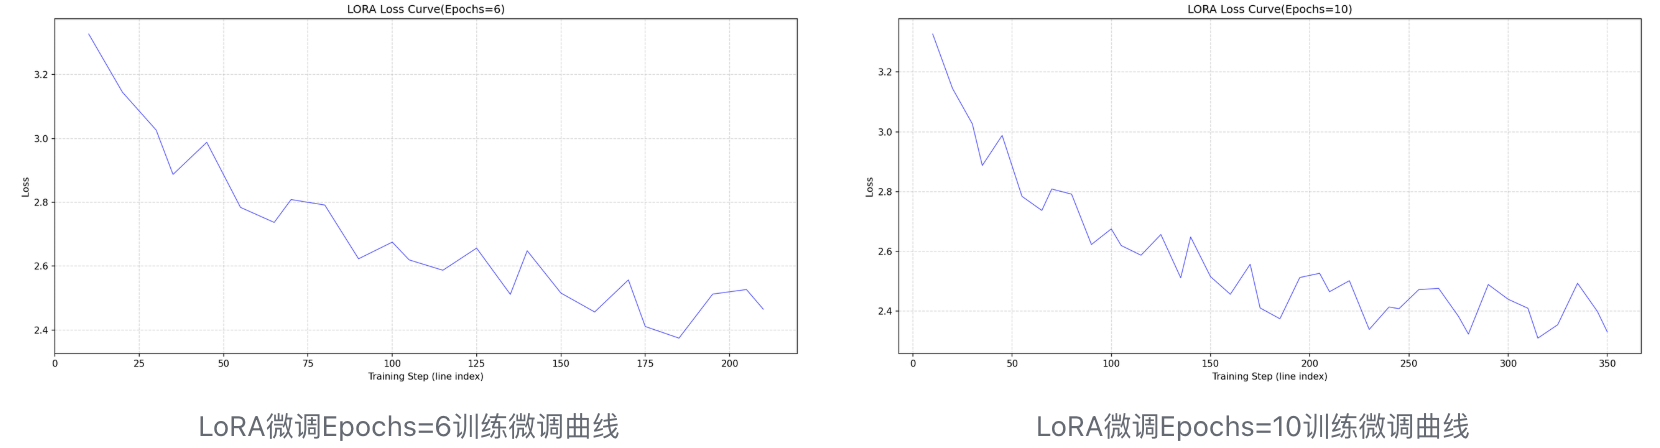 LORA Loss Curve(Epochs=6)
3.2
3.0
2.8
2.6
2.4
Loss
0 25 50 75 100 125 150 175 200
Training Step (line index)
LoRA微调Epochs=6训练微调曲线
LORA Loss Curve(Epochs=10)
3.2
3.0
2.8
2.6
2.4
Loss
0 50 100 150 200 250 300 350
Training Step (line index)
LoRA微调Epochs=10训练微调曲线